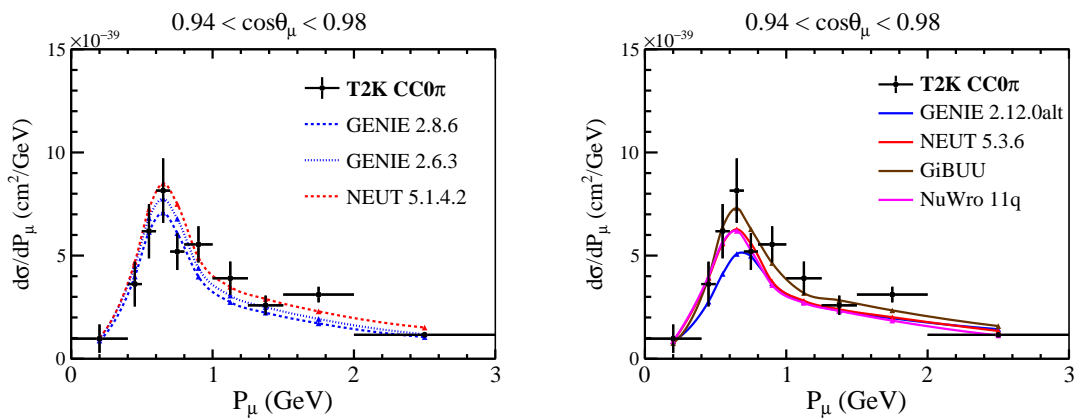 0.94 < cosθμ < 0.98
×10⁻³⁹
15
10
5
0
dσ/dPμ (cm²/GeV)
T2K CC0π
GENIE 2.8.6
GENIE 2.6.3
NEUT 5.1.4.2
0 1 2 3
Pμ (GeV)
0.94 < cosθμ < 0.98
×10⁻³⁹
15
10
5
0
dσ/dPμ (cm²/GeV)
T2K CC0π
GENIE 2.12.0alt
NEUT 5.3.6
GiBUU
NuWro 11q
0 1 2 3
Pμ (GeV)